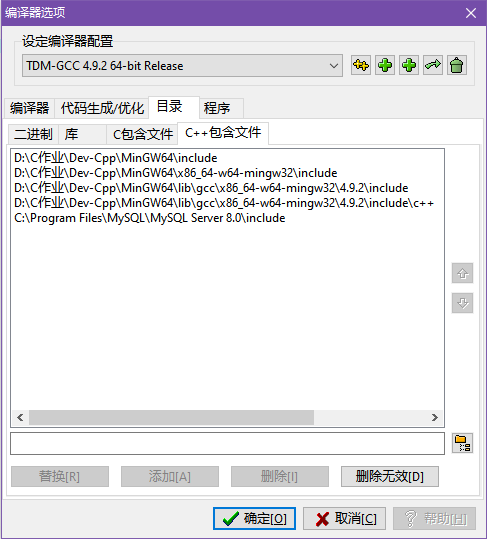 编译器选项
设定编译器配置
TDM-GCC 4.9.2 64-bit Release
编译器 代码生成/优化 目录 程序
二进制 库 C包含文件 C++包含文件
D:\C作业\Dev-Cpp\MinGW64\include
D:\C作业\Dev-Cpp\MinGW64\x86_64-w64-mingw32\include
D:\C作业\Dev-Cpp\MinGW64\lib\gcc\x86_64-w64-mingw32\4.9.2\include
D:\C作业\Dev-Cpp\MinGW64\lib\gcc\x86_64-w64-mingw32\4.9.2\include\c++
C:\Program Files\MySQL\MySQL Server 8.0\include
替换[R] 添加[A] 删除[I] 删除无效[D]
确定[O] 取消[C] 帮助[H]